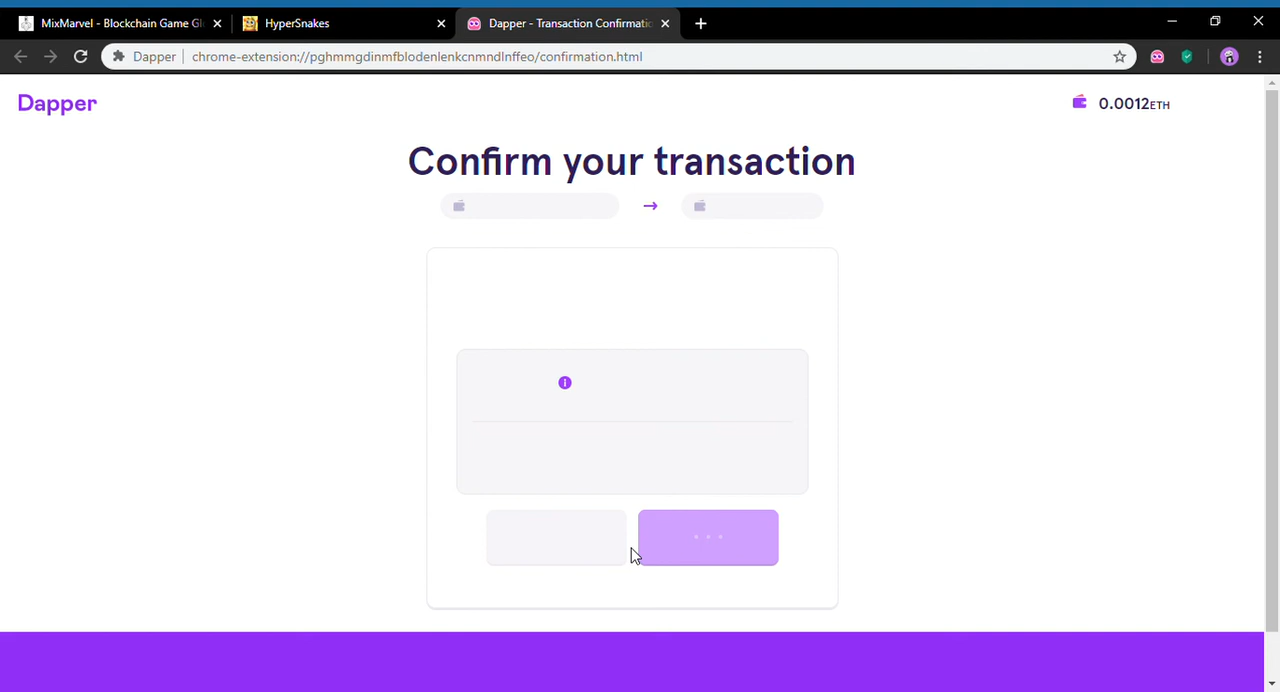 MixMarvel - Blockchain Game Gl
HyperSnakes
Dapper - Transaction Confirmatio
Dapper
chrome-extension://pghmmgdinmfblodenlenkcnmndlnffeo/confirmation.html
Dapper
0.0012ETH
Confirm your transaction